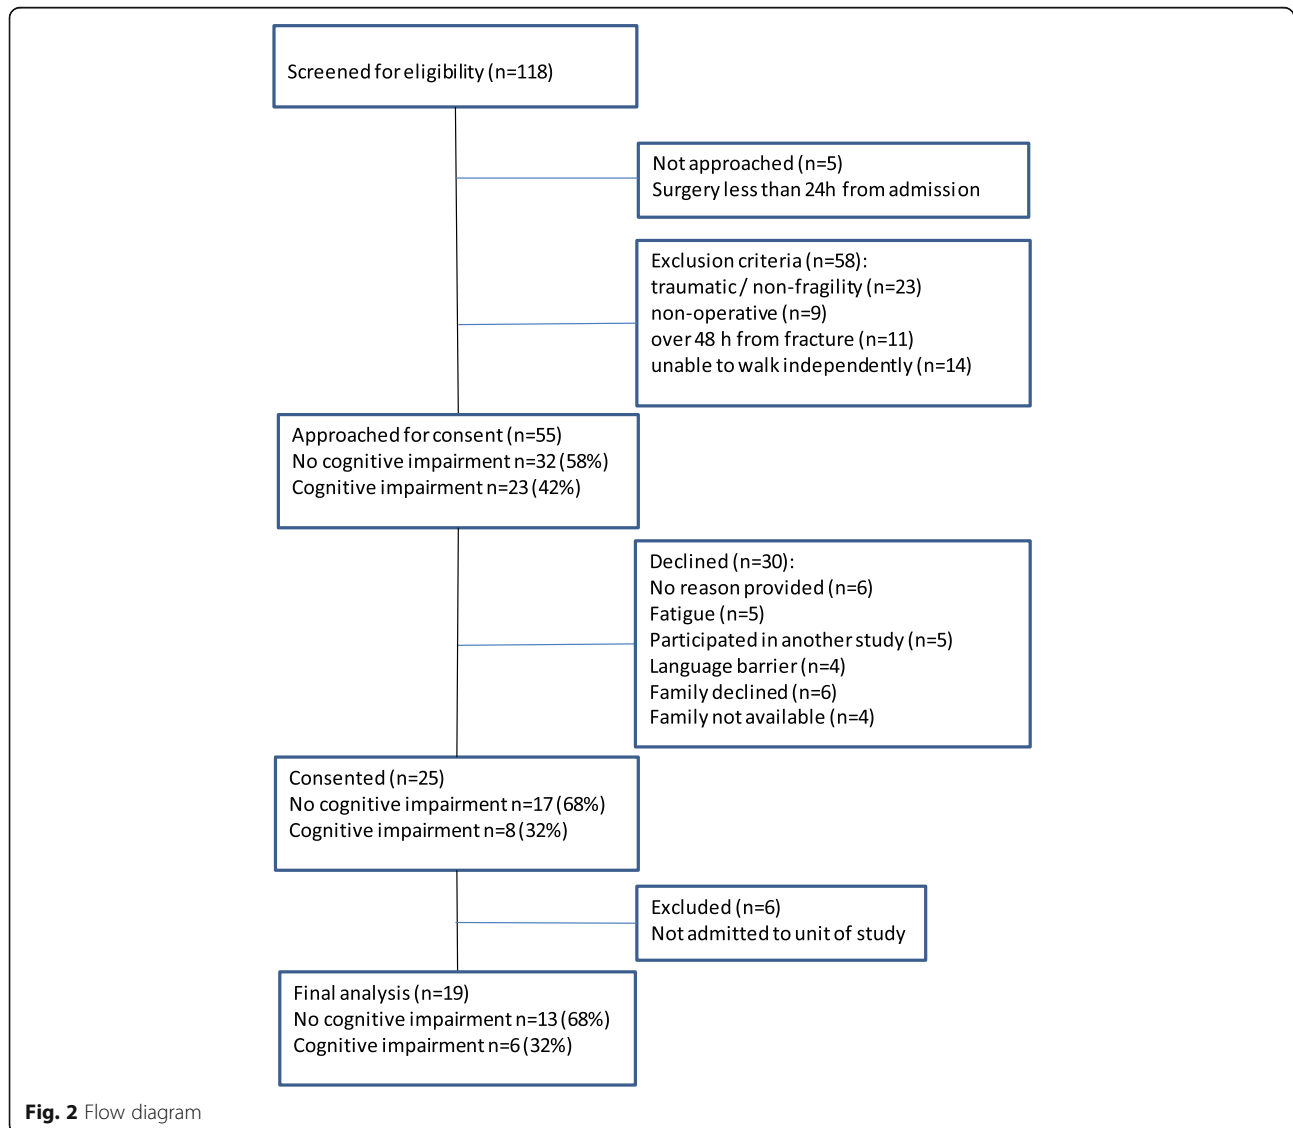 Screened for eligibility (n=118)
Not approached (n=5)
Surgery less than 24h from admission
Exclusion criteria (n=58):
traumatic / non-fragility (n=23)
non-operative (n=9)
over 48 h from fracture (n=11)
unable to walk independently (n=14)
Approached for consent (n=55)
No cognitive impairment n=32 (58%)
Cognitive impairment n=23 (42%)
Declined (n=30):
No reason provided (n=6)
Fatigue (n=5)
Participated in another study (n=5)
Language barrier (n=4)
Family declined (n=6)
Family not available (n=4)
Consented (n=25)
No cognitive impairment n=17 (68%)
Cognitive impairment n=8 (32%)
Excluded (n=6)
Not admitted to unit of study
Final analysis (n=19)
No cognitive impairment n=13 (68%)
Cognitive impairment n=6 (32%)
Fig. 2 Flow diagram